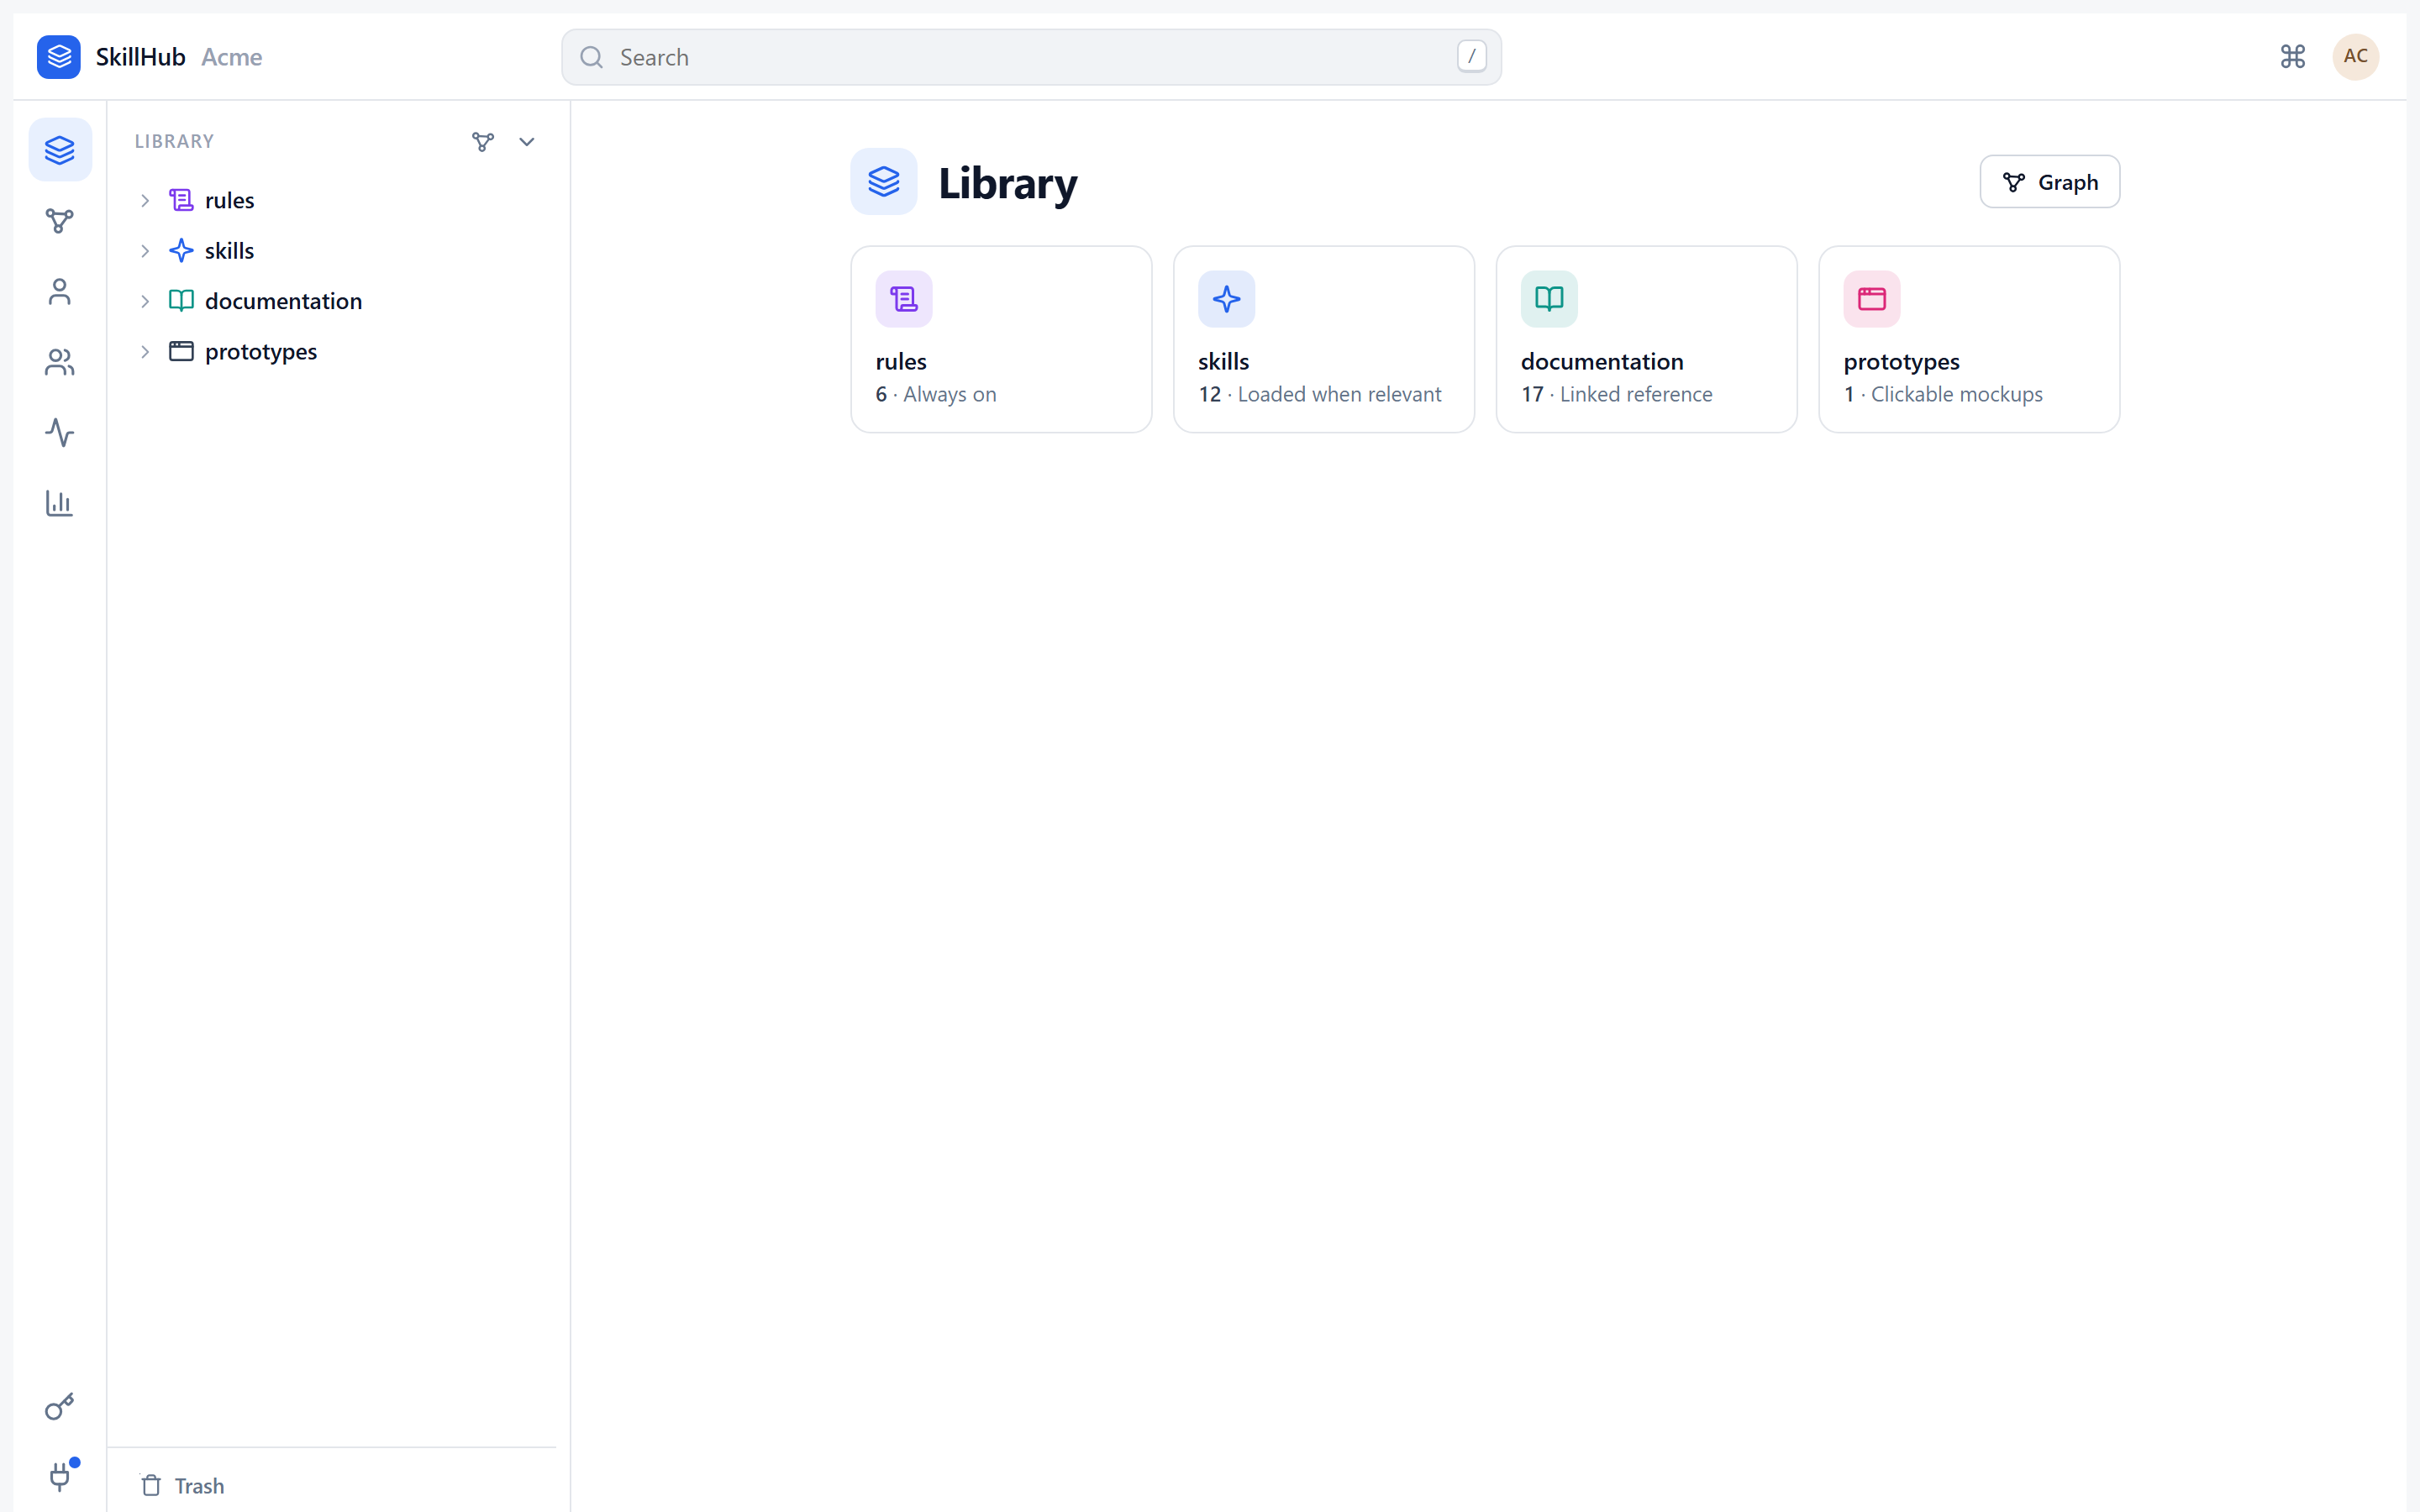 SkillHub Acme
Search
/
AC
LIBRARY
rules
skills
documentation
prototypes
Trash
Library
Graph
rules
6 · Always on
skills
12 · Loaded when relevant
documentation
17 · Linked reference
prototypes
1 · Clickable mockups